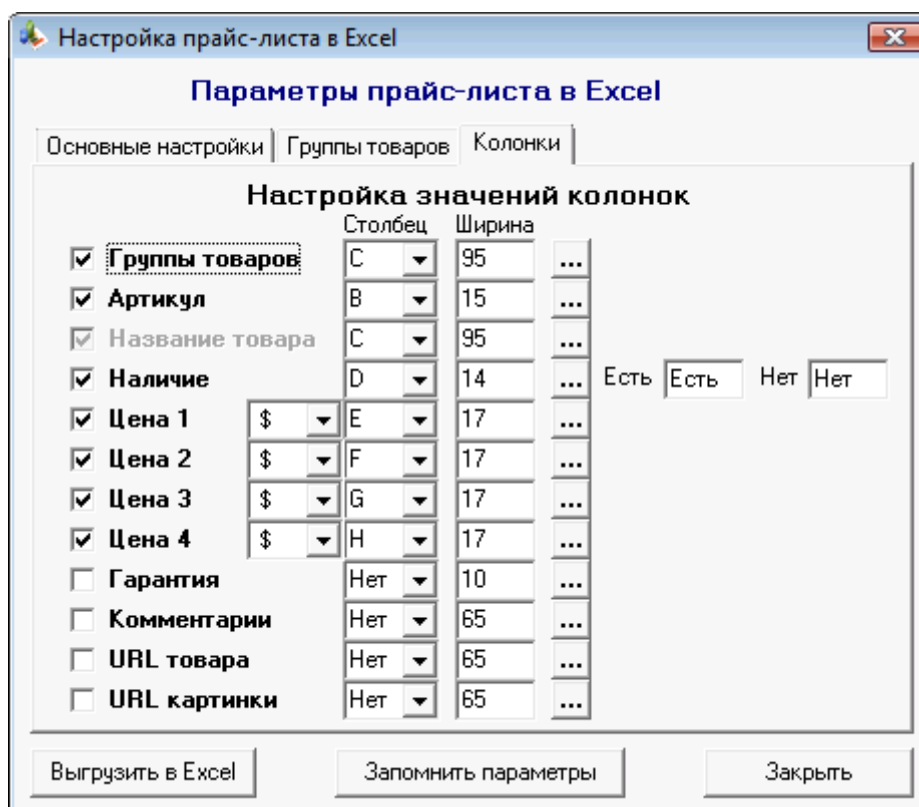 Настройка прайс-листа в Excel
Параметры прайс-листа в Excel
Основные настройки Группы товаров Колонки
Настройка значений колонок
Столбец Ширина
Группы товаров C 95 ...
Артикул B 15 ...
Название товара C 95 ...
Наличие D 14 ... Есть Есть Нет Нет
Цена 1 $ E 17 ...
Цена 2 $ F 17 ...
Цена 3 $ G 17 ...
Цена 4 $ H 17 ...
Гарантия Нет 10 ...
Комментарии Нет 65 ...
URL товара Нет 65 ...
URL картинки Нет 65 ...
Выгрузить в Excel Запомнить параметры Закрыть